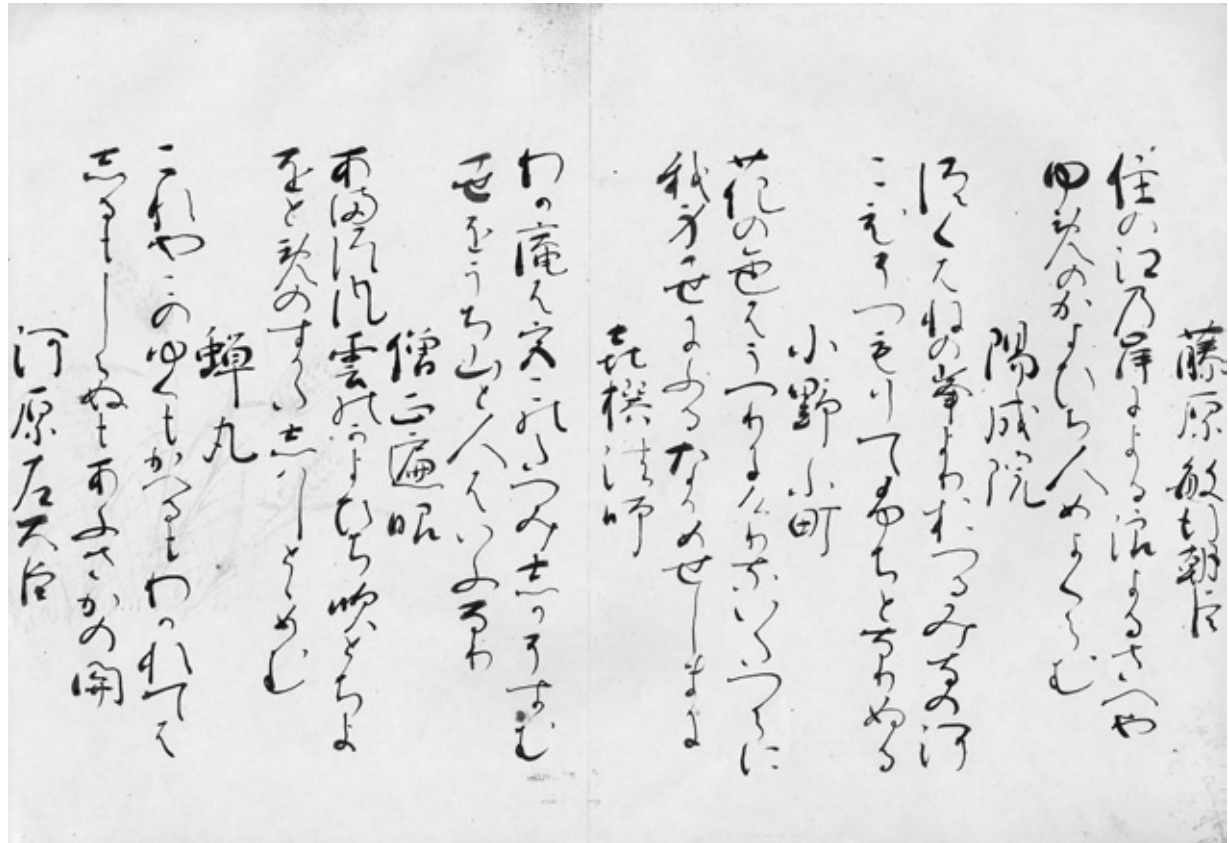 藤原敏行朝臣
住の江乃岸による浪よるさへや
ゆめのかよひち人めよくらむ
陽成院
つくはねの峯よりおつるみなの河
こひそつもりてふちとなりぬる
小野小町
花の色はうつりにけりないたつらに
我身世にふるなかめせしまに
喜撰法師
わか庵は宮このたつみしかそすむ
世をうち山と人はいふなり
僧正遍昭
あまつ風雲のかよひち吹とちよ
をとめのすかたしはしとゝめむ
蝉丸
これやこのゆくもかへるもわかれては
しるもしらぬもあふさかの関
河原左大臣